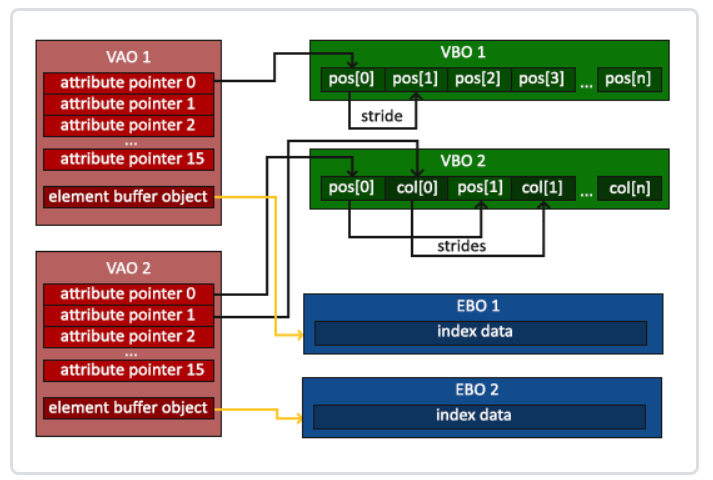 VAO 1
attribute pointer 0
attribute pointer 1
attribute pointer 2
...
attribute pointer 15
element buffer object
VAO 2
attribute pointer 0
attribute pointer 1
attribute pointer 2
...
attribute pointer 15
element buffer object
VBO 1
pos[0] pos[1] pos[2] pos[3] ... pos[n]
stride
VBO 2
pos[0] col[0] pos[1] col[1] ... col[n]
strides
EBO 1
index data
EBO 2
index data